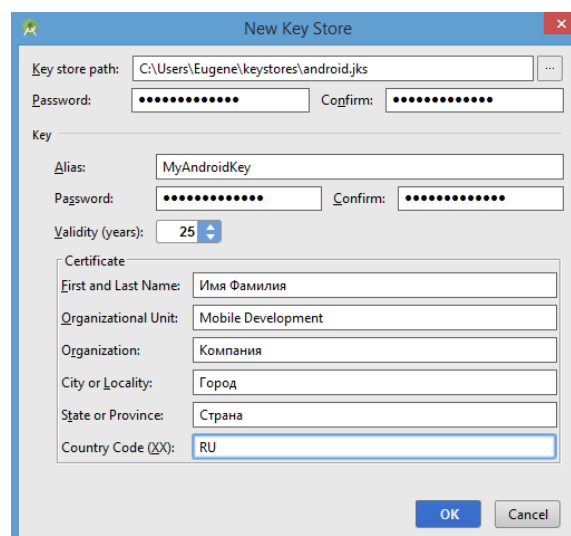 New Key Store
Key store path: C:\Users\Eugene\keystores\android.jks ...
Password: ●●●●●●●●●●●●● Confirm: ●●●●●●●●●●●●●
Key
Alias: MyAndroidKey
Password: ●●●●●●●●●●●●● Confirm: ●●●●●●●●●●●●●
Validity (years): 25
Certificate
First and Last Name: Имя Фамилия
Organizational Unit: Mobile Development
Organization: Компания
City or Locality: Город
State or Province: Страна
Country Code (XX): RU
OK Cancel